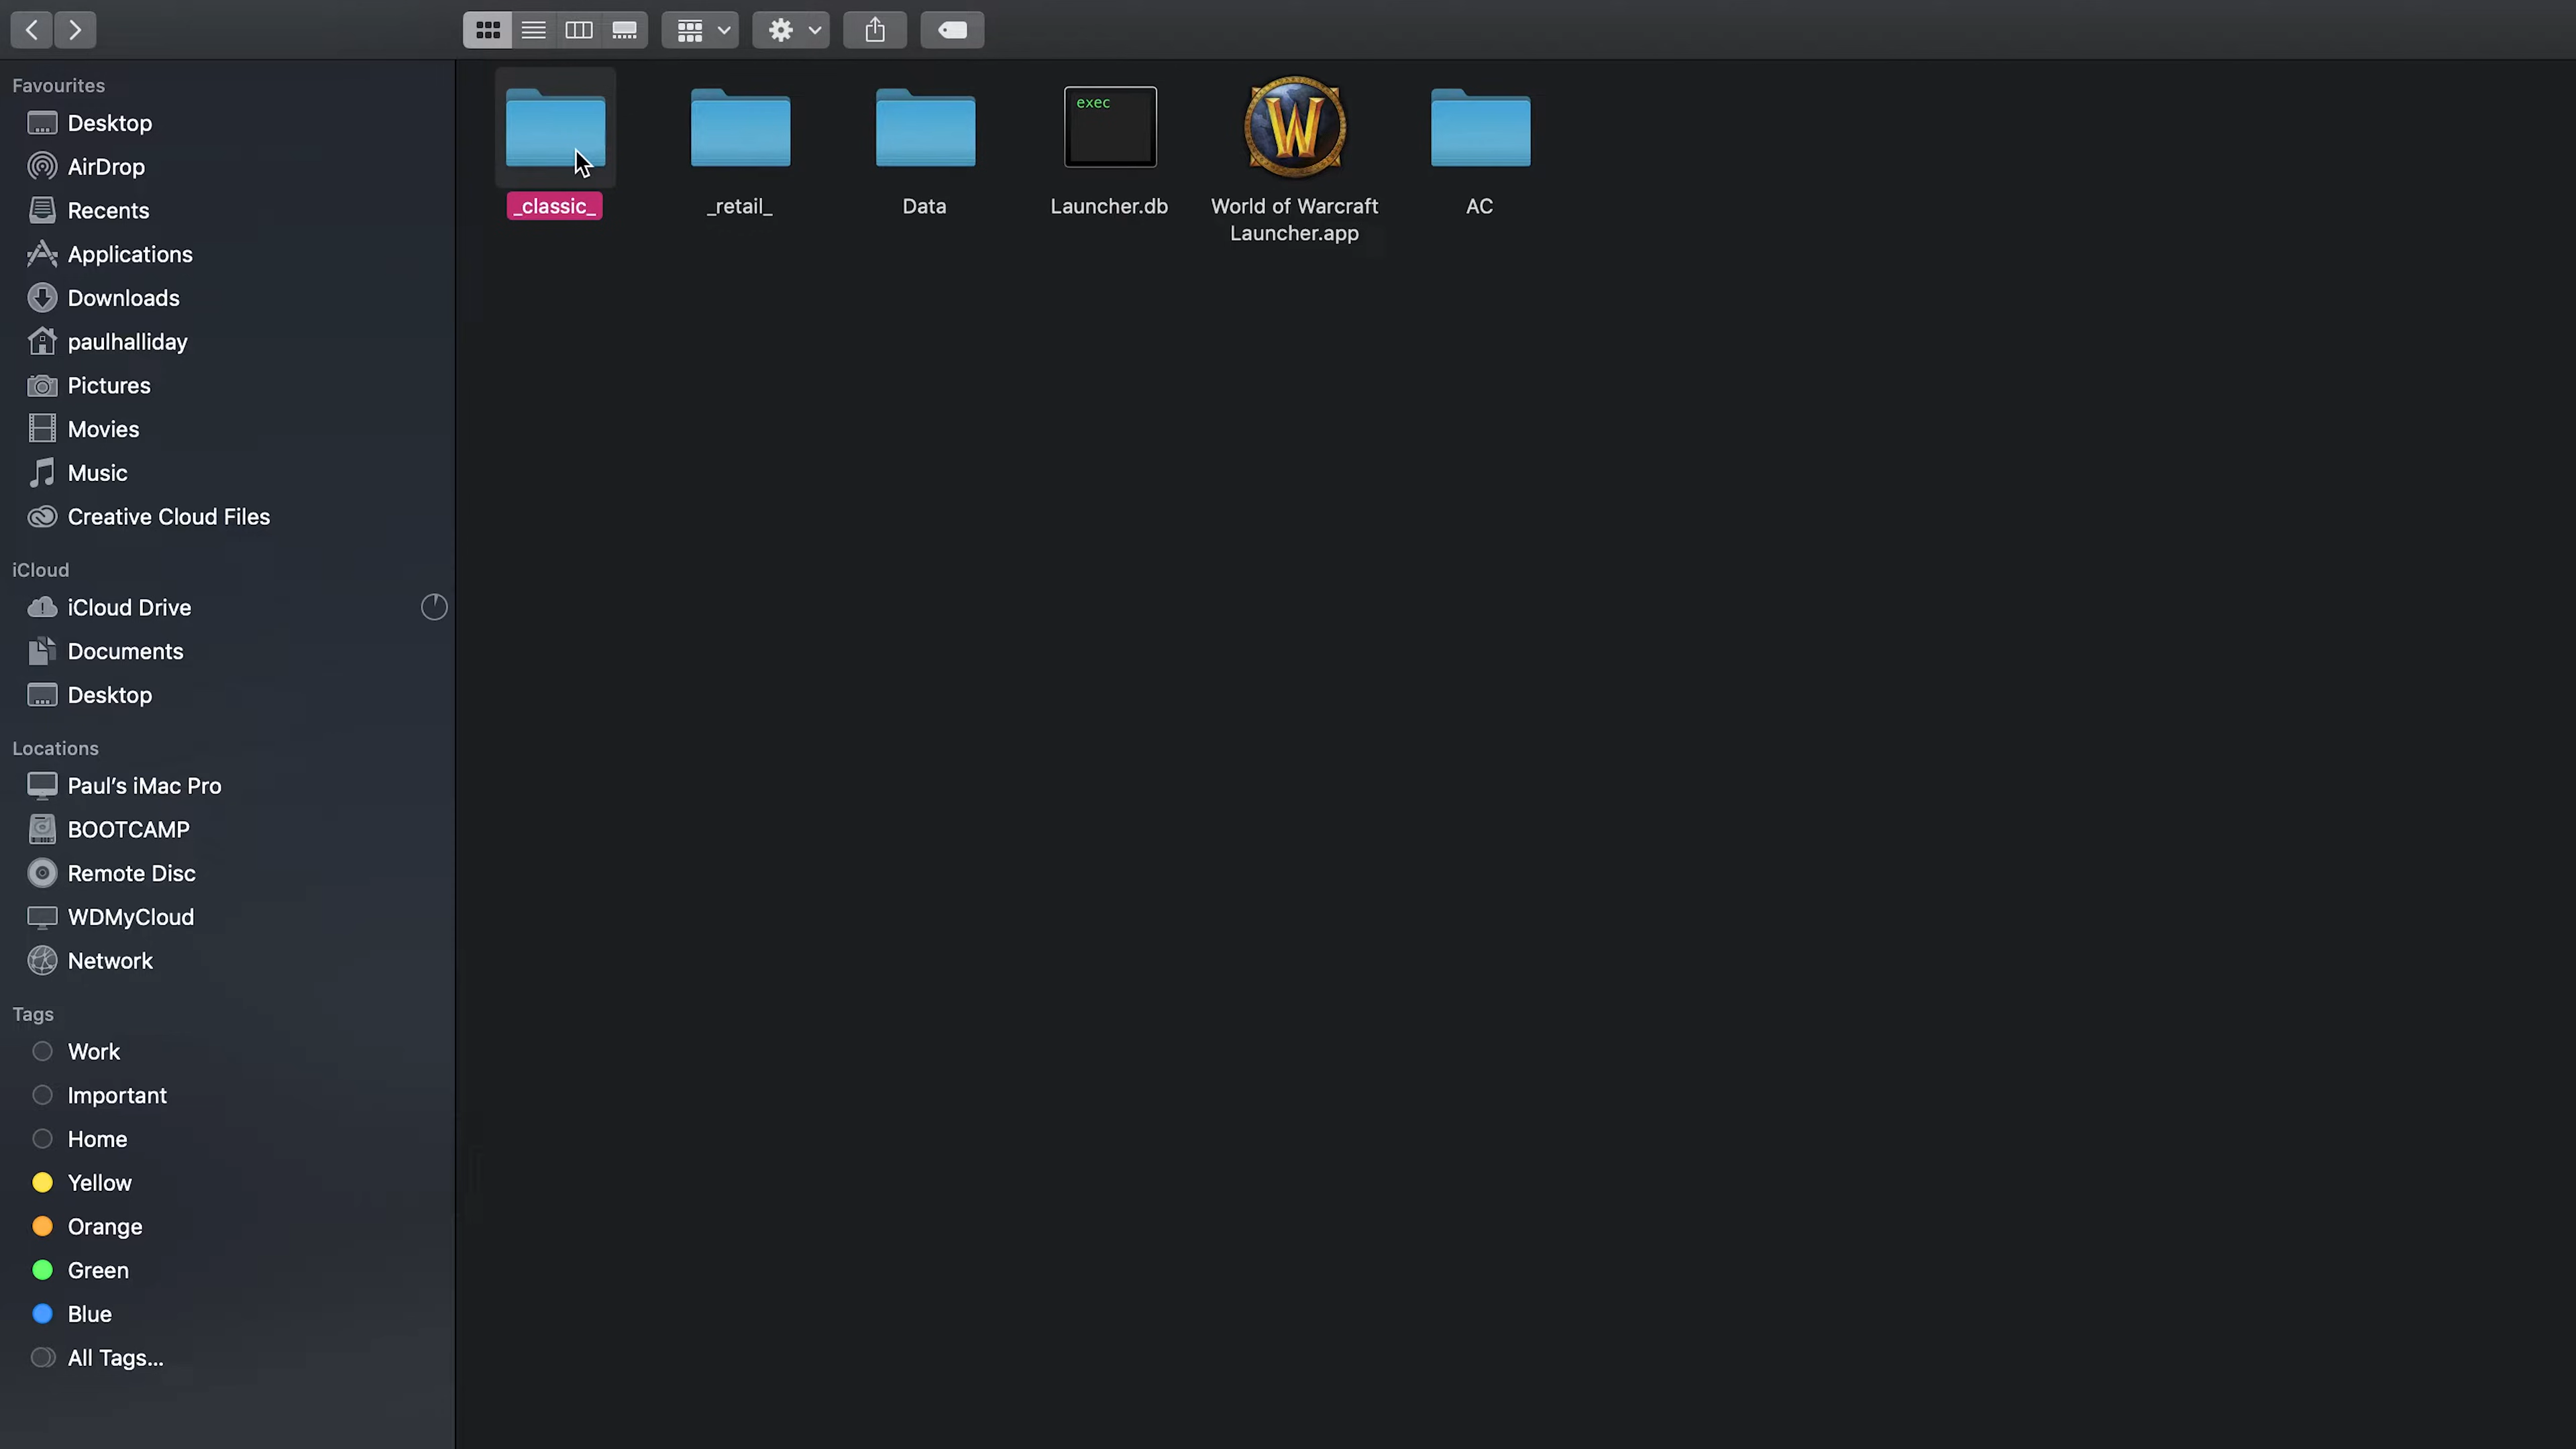 Favourites
Desktop
AirDrop
Recents
Applications
Downloads
paulhalliday
Pictures
Movies
Music
Creative Cloud Files
iCloud
iCloud Drive
Documents
Desktop
Locations
Paul’s iMac Pro
BOOTCAMP
Remote Disc
WDMyCloud
Network
Tags
Work
Important
Home
Yellow
Orange
Green
Blue
All Tags...
_classic_
_retail_
Data
exec
Launcher.db
W
World of Warcraft
Launcher.app
AC